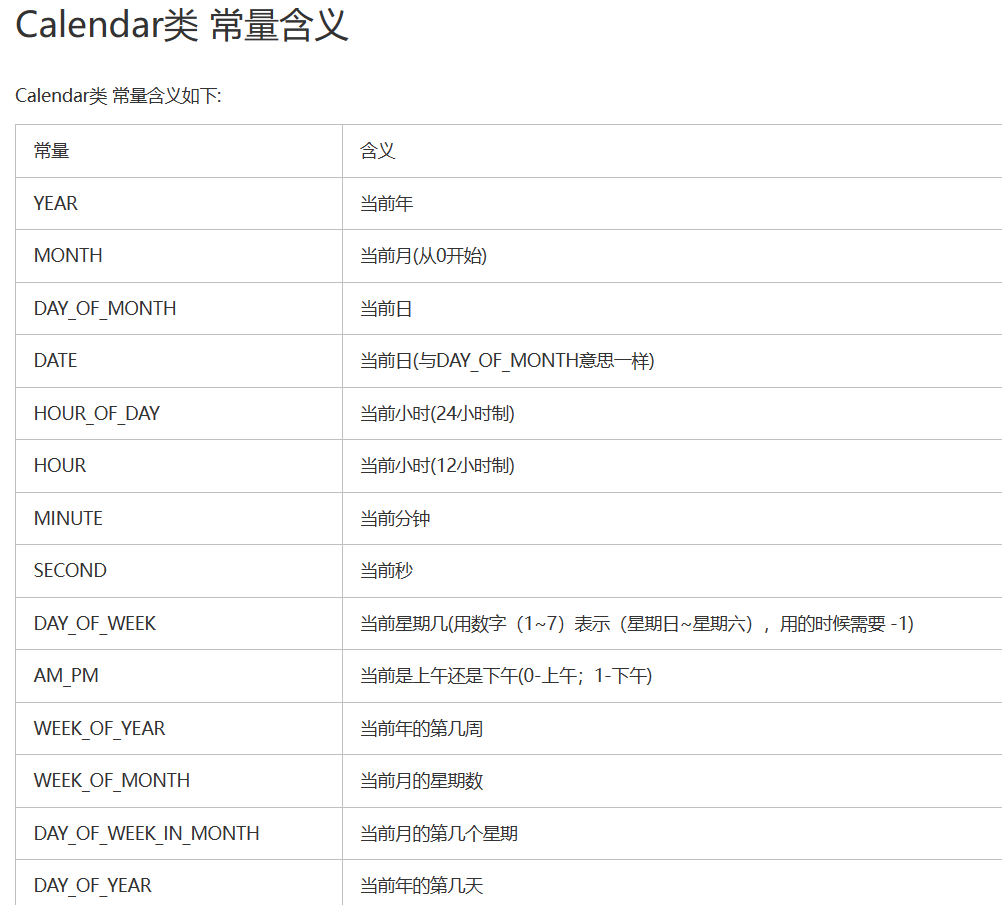 Calendar类 常量含义
Calendar类 常量含义如下:
常量 含义
YEAR 当前年
MONTH 当前月(从0开始)
DAY_OF_MONTH 当前日
DATE 当前日(与DAY_OF_MONTH意思一样)
HOUR_OF_DAY 当前小时(24小时制)
HOUR 当前小时(12小时制)
MINUTE 当前分钟
SECOND 当前秒
DAY_OF_WEEK 当前星期几(用数字（1~7）表示（星期日~星期六），用的时候需要 -1)
AM_PM 当前是上午还是下午(0-上午；1-下午)
WEEK_OF_YEAR 当前年的第几周
WEEK_OF_MONTH 当前月的星期数
DAY_OF_WEEK_IN_MONTH 当前月的第几个星期
DAY_OF_YEAR 当前年的第几天